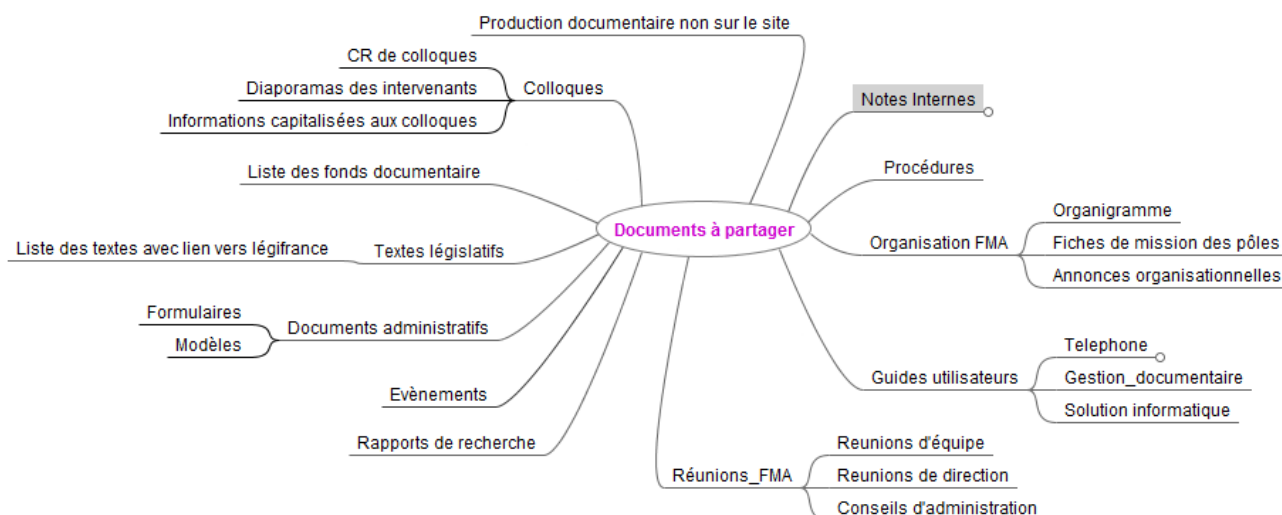 Production documentaire non sur le site
CR de colloques
Diaporamas des intervenants
Informations capitalisées aux colloques
Colloques
Liste des fonds documentaire
Liste des textes avec lien vers légifrance
Textes législatifs
Formulaires
Modèles
Documents administratifs
Evènements
Rapports de recherche
Documents à partager
Notes Internes
Procédures
Organisation FMA
Organigramme
Fiches de mission des pôles
Annonces organisationnelles
Guides utilisateurs
Telephone
Gestion_documentaire
Solution informatique
Réunions_FMA
Reunions d'équipe
Reunions de direction
Conseils d'administration